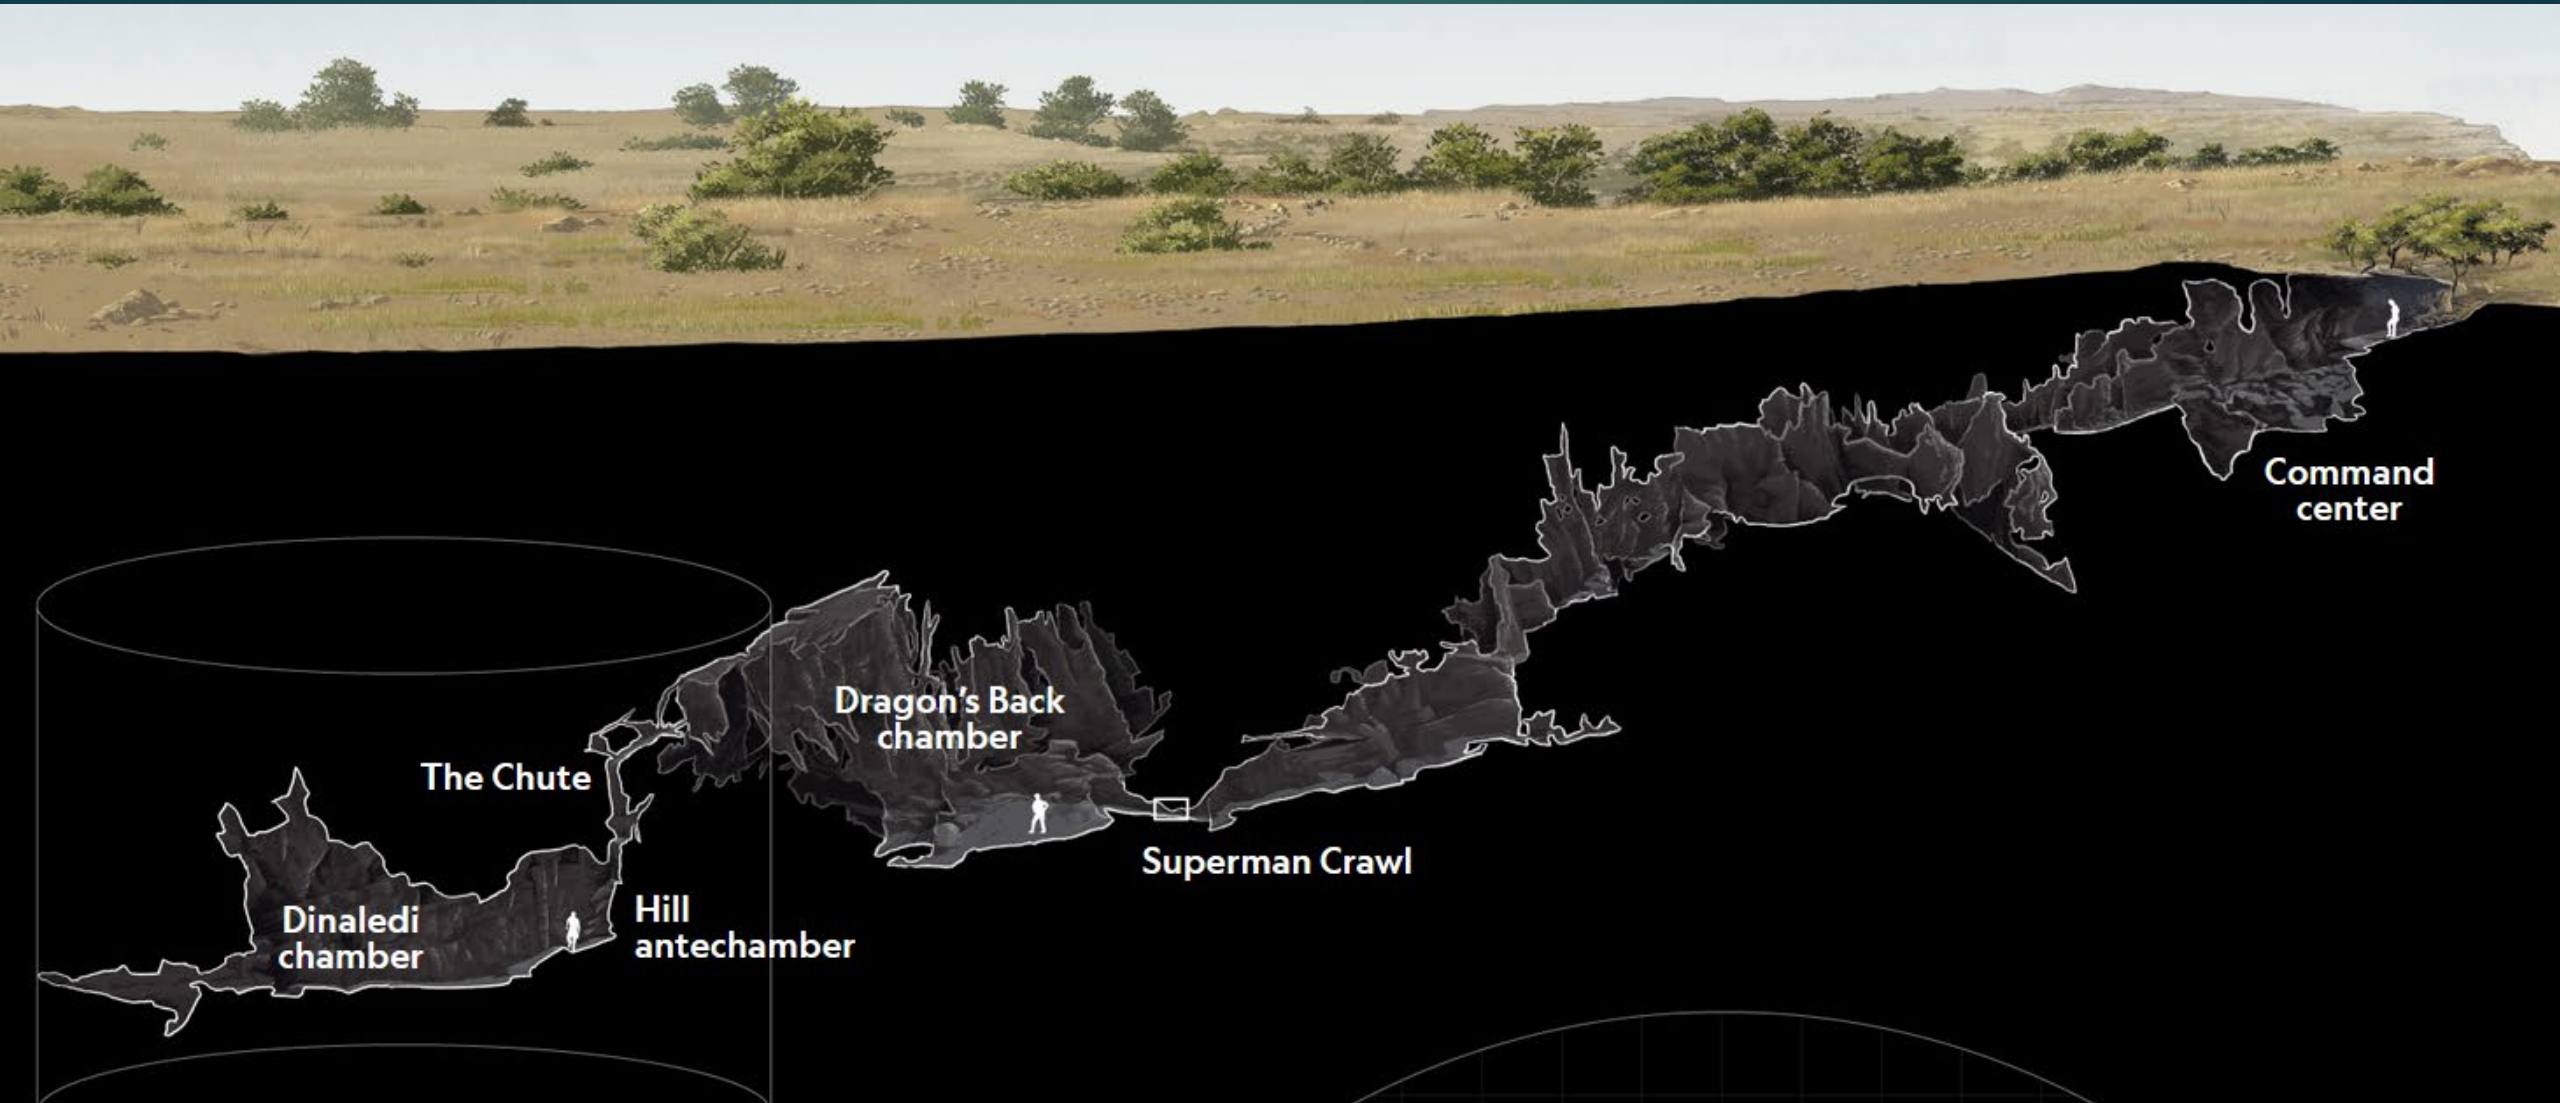 Command
center
Dragon's Back
chamber
The Chute
Superman Crawl
Hill
antechamber
Dinaledi
chamber